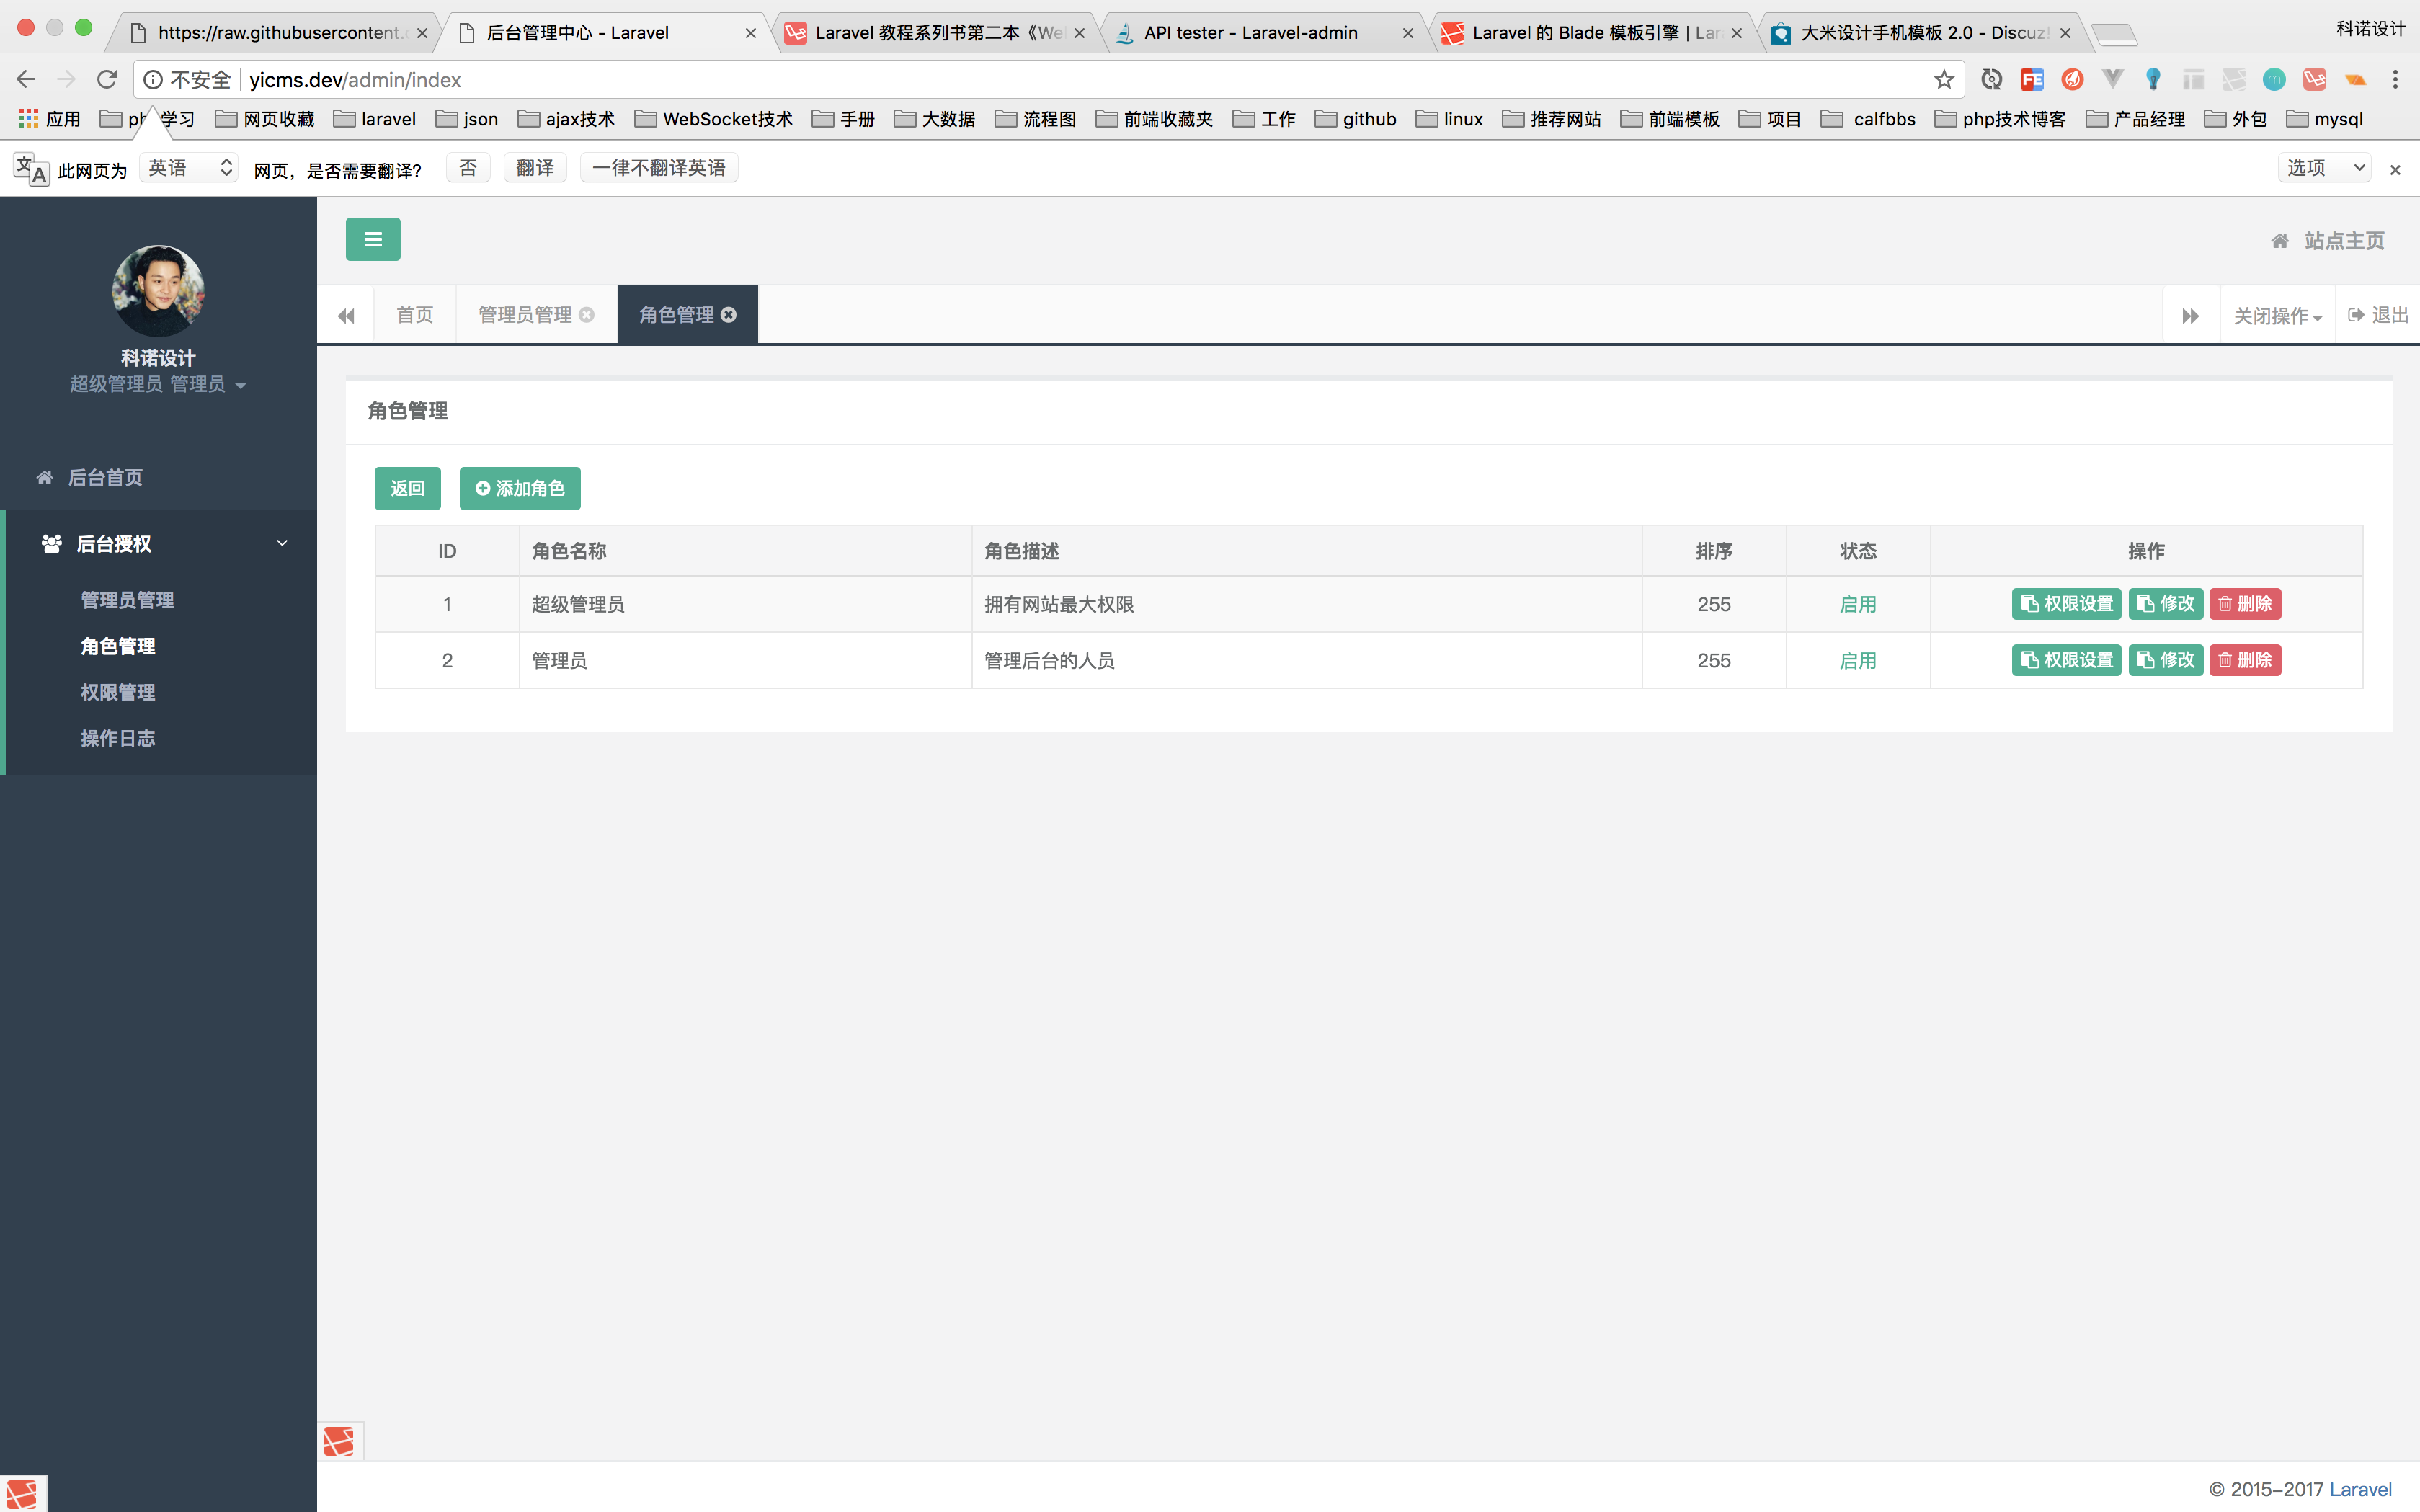 https://raw.githubusercontent.c
后台管理中心 - Laravel
Laravel 教程系列书第二本《We
API tester - Laravel-admin
Laravel 的 Blade 模板引擎 | Lar
大米设计手机模板 2.0 - Discuz!
科诺设计
不安全 yicms.dev/admin/index
应用 ph 学习 网页收藏 laravel json ajax技术 WebSocket技术 手册 大数据 流程图 前端收藏夹 工作 github linux 推荐网站 前端模板 项目 calfbbs php技术博客 产品经理 外包 mysql
此网页为 英语 网页，是否需要翻译? 否 翻译 一律不翻译英语 选项
站点主页
首页 管理员管理 角色管理 关闭操作 退出
科诺设计
超级管理员 管理员
后台首页
后台授权
管理员管理
角色管理
权限管理
操作日志
角色管理
返回 添加角色
ID 角色名称 角色描述 排序 状态 操作
1 超级管理员 拥有网站最大权限 255 启用 权限设置 修改 删除
2 管理员 管理后台的人员 255 启用 权限设置 修改 删除
© 2015-2017 Laravel